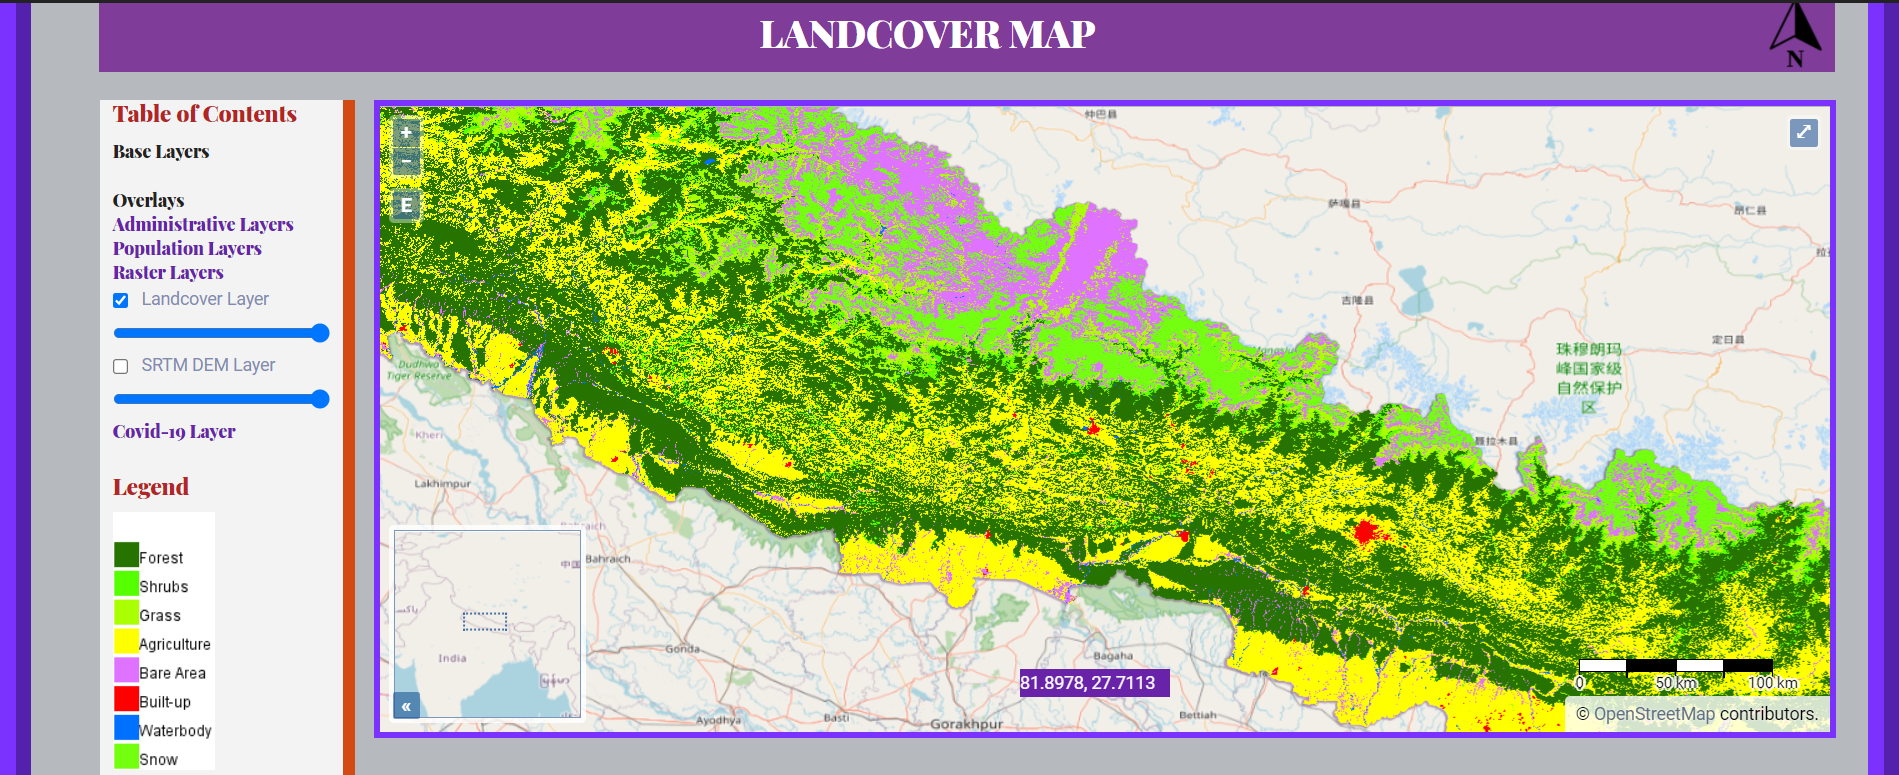 LANDCOVER MAP
N
Table of Contents
Base Layers
Overlays
Administrative Layers
Population Layers
Raster Layers
Landcover Layer
SRTM DEM Layer
Covid-19 Layer
Legend
Forest
Shrubs
Grass
Agriculture
Bare Area
Built-up
Waterbody
Snow
+
−
E
仲巴县
萨嘎县
昂仁县
吉隆县
定日县
珠穆朗玛
峰国家级
自然保护
区
聂拉木县
Dudhwa
Tiger Reserve
Kheri
Lakhimpur
Bahraich
Bahraich
中国
India
«
Gonda
Bagaha
81.8978, 27.7113
Ayodhya
Basti
Gorakhpur
Bettiah
0
50 km
100 km
© OpenStreetMap contributors.